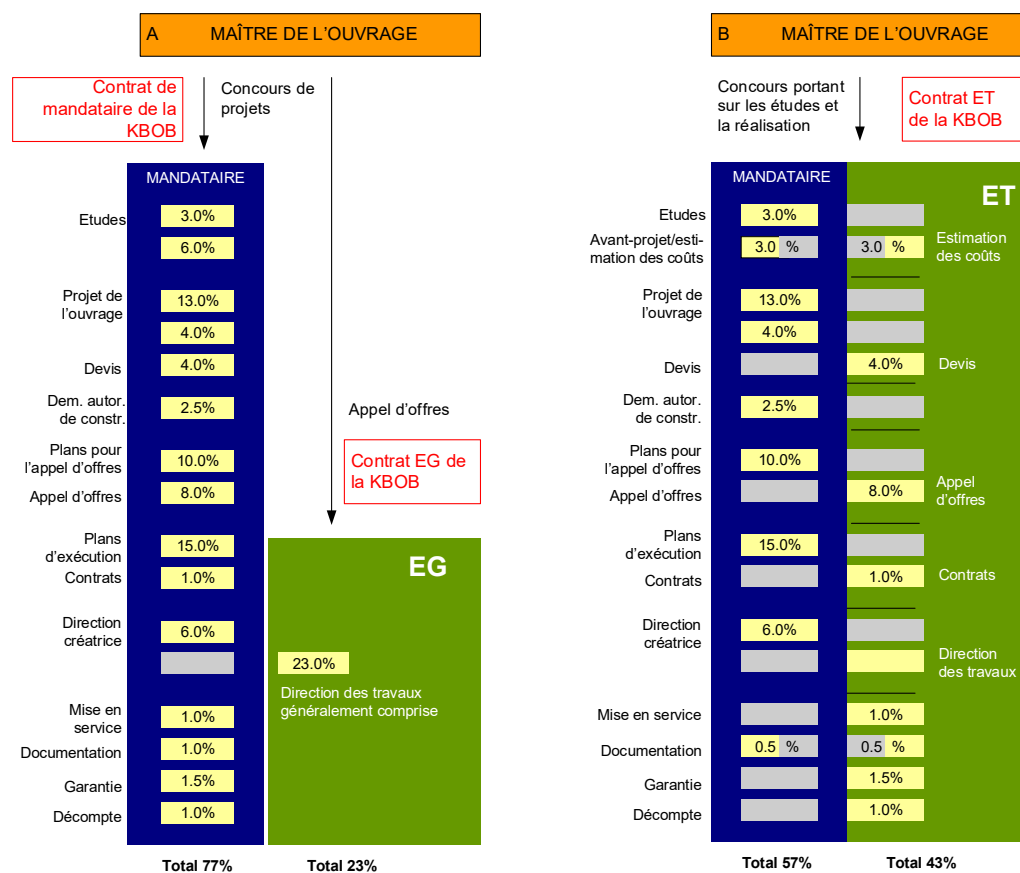 A MAÎTRE DE L’OUVRAGE
Contrat de
mandataire de la
KBOB
Concours de
projets
MANDATAIRE
Etudes 3.0%
6.0%
Projet de
l’ouvrage
13.0%
4.0%
Devis 4.0%
Dem. autor.
de constr.
2.5%
Appel d’offres
Plans pour
l’appel d’offres
10.0%
Appel d’offres 8.0%
Contrat EG de
la KBOB
Plans
d’exécution
15.0%
Contrats 1.0%
EG
Direction
créatrice
6.0%
23.0%
Direction des travaux
généralement comprise
Mise en
service
1.0%
Documentation 1.0%
Garantie 1.5%
Décompte 1.0%
Total 77% Total 23%
B MAÎTRE DE L’OUVRAGE
Concours portant
sur les études et
la réalisation
Contrat ET
de la KBOB
MANDATAIRE
ET
Etudes 3.0%
Avant-projet/esti-
mation des coûts
3.0 % 3.0 %
Estimation
des coûts
Projet de
l’ouvrage
13.0%
4.0%
Devis 4.0% Devis
Dem. autor.
de constr.
2.5%
Plans pour
l’appel d’offres
10.0%
Appel d’offres 8.0%
Appel
d’offres
Plans
d’exécution
15.0%
Contrats 1.0% Contrats
Direction
créatrice
6.0%
Direction
des travaux
Mise en service 1.0%
Documentation 0.5 % 0.5 %
Garantie 1.5%
Décompte 1.0%
Total 57% Total 43%